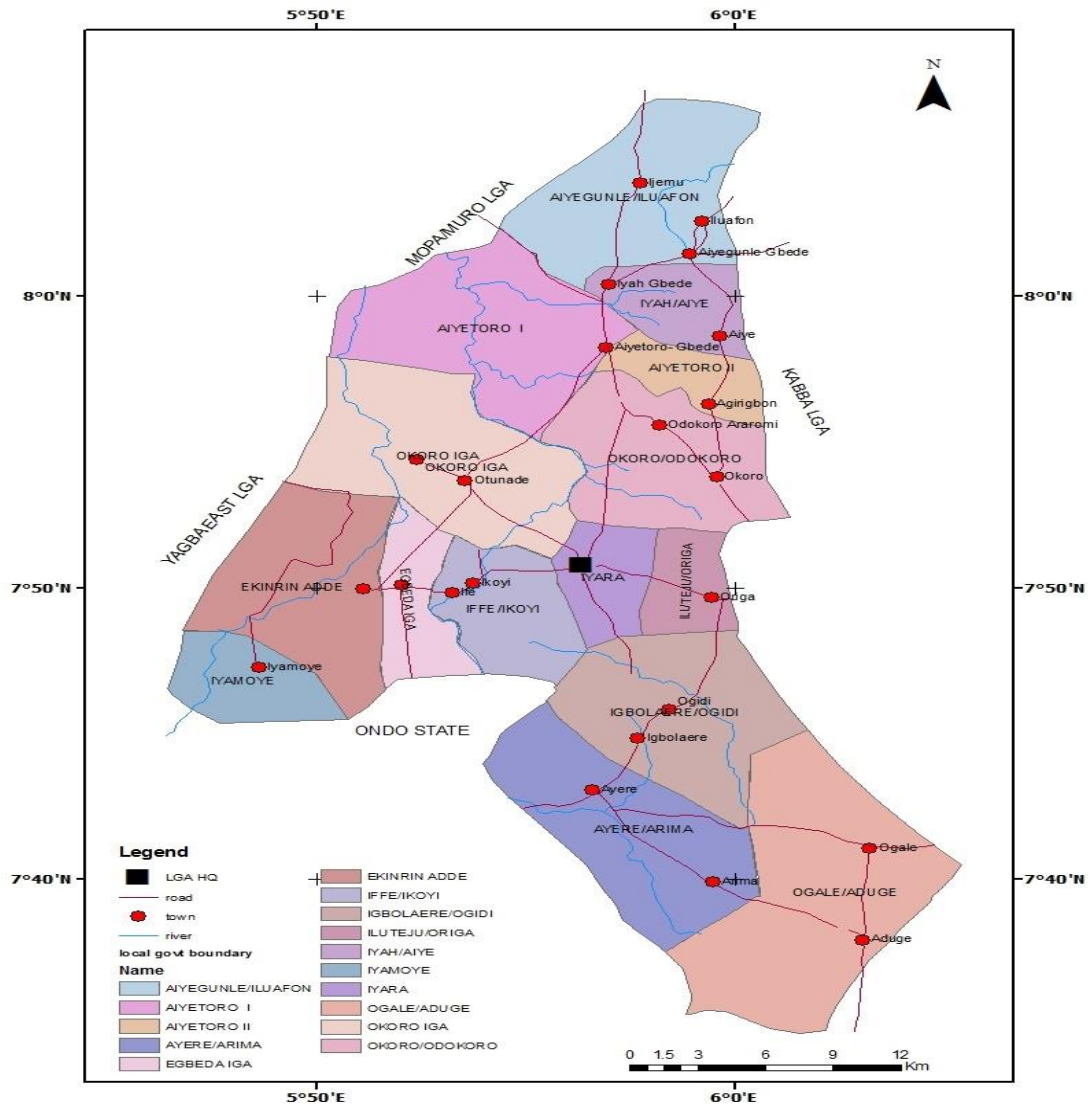 5°50'E
6°0'E
N
Ijemu
AIYEGUNLE/ILUAFON
MOPA/MURO LGA
Iluafon
Aiyegunle Gbede
8°0'N
Iyah Gbede
8°0'N
IYAH/AIYE
AIYETORO I
Aiye
Aiyetoro- Gbede
AIYETORO II
KABBA LGA
Agirigbon
Odokoro Araromi
OKORO IGA
OKORO/ODOKORO
OKORO IGA
Otunade
Okoro
YAGBAEAST LGA
7°50'N
EKINRIN ADDE
EGBEDA IGA
Ikoyi
Iffe
IFFE/IKOYI
IYARA
ILUTEJU/ORIGA
Ouga
7°50'N
Iyamoye
IYAMOYE
Ogidi
IGBOLAERE/OGIDI
ONDO STATE
Igbolaere
Ayere
AYERE/ARIMA
Ogale
7°40'N
Arima
OGALE/ADUGE
7°40'N
Aduge
Legend
LGA HQ
road
town
river
local govt boundary
Name
AIYEGUNLE/ILUAFON
AIYETORO I
AIYETORO II
AYERE/ARIMA
EGBEDA IGA
EKINRIN ADDE
IFFE/IKOYI
IGBOLAERE/OGIDI
ILUTEJU/ORIGA
IYAH/AIYE
IYAMOYE
IYARA
OGALE/ADUGE
OKORO IGA
OKORO/ODOKORO
0 1.5 3 6 9 12
Km
5°50'E
6°0'E